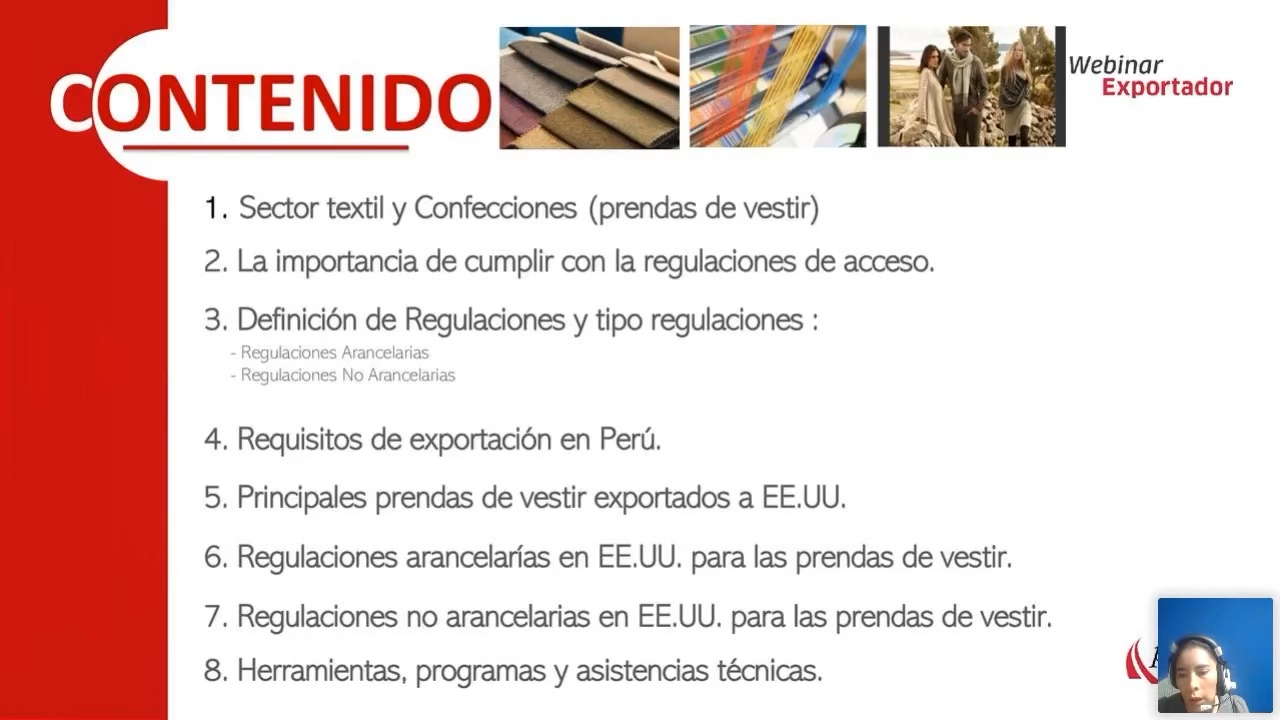 CONTENIDO
Webinar
Exportador
1. Sector textil y Confecciones (prendas de vestir)
2. La importancia de cumplir con la regulaciones de acceso.
3. Definición de Regulaciones y tipo regulaciones :
- Regulaciones Arancelarias
- Regulaciones No Arancelarias
4. Requisitos de exportación en Perú.
5. Principales prendas de vestir exportados a EE.UU.
6. Regulaciones arancelarías en EE.UU. para las prendas de vestir.
7. Regulaciones no arancelarias en EE.UU. para las prendas de vestir.
8. Herramientas, programas y asistencias técnicas.